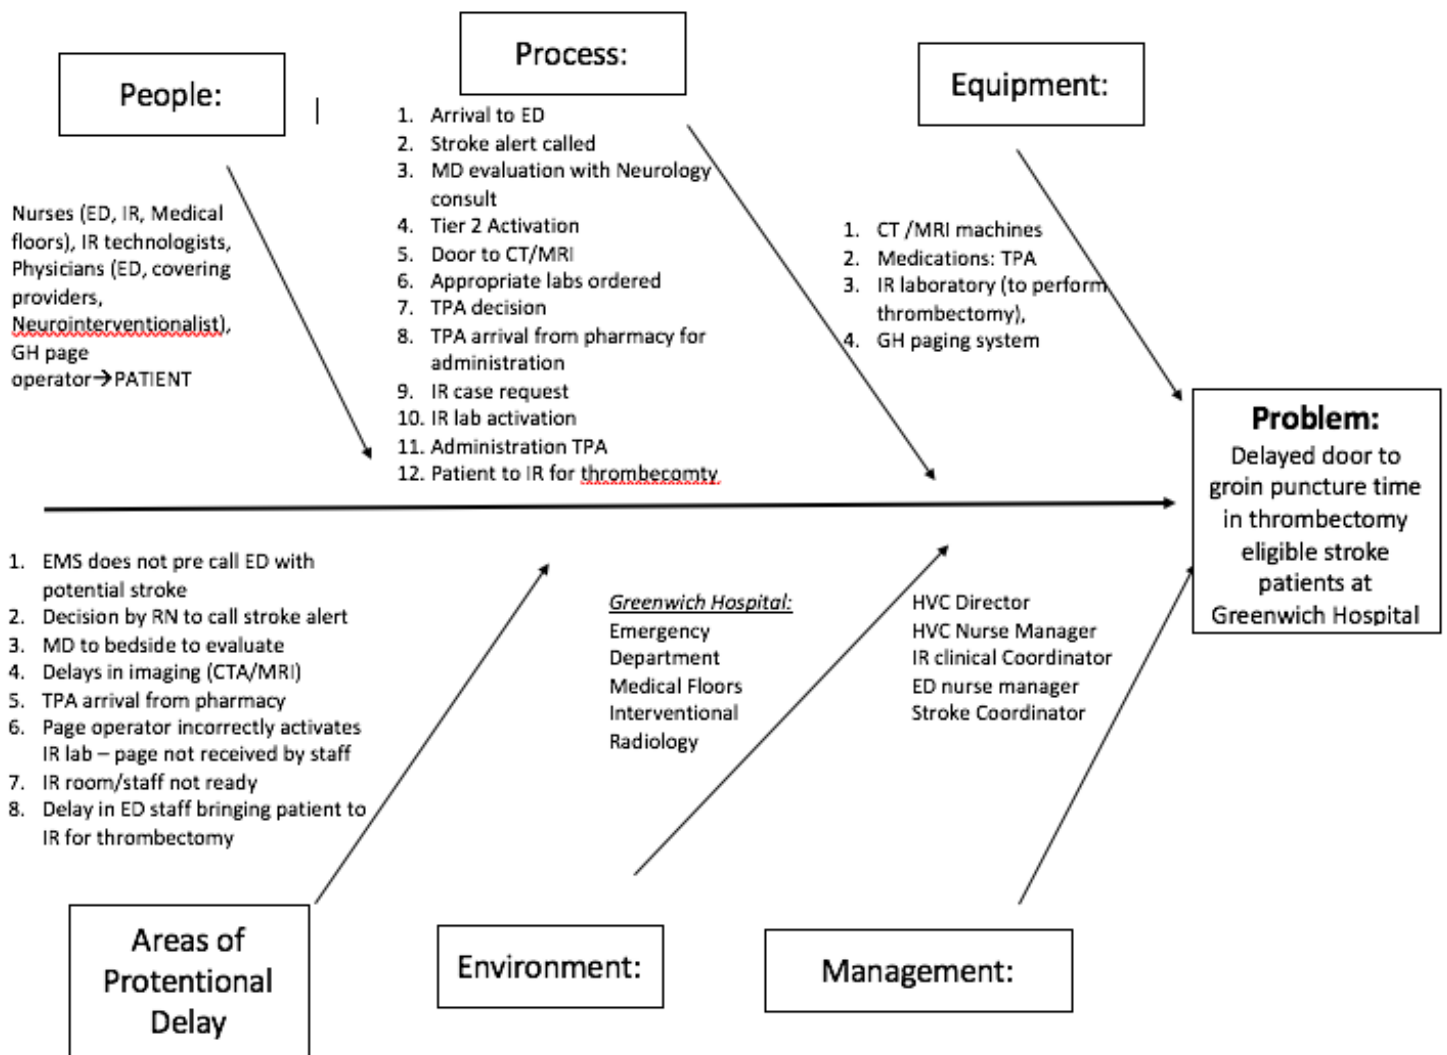 People:
Nurses (ED, IR, Medical
floors), IR technologists,
Physicians (ED, covering
providers,
Neurointerventionalist),
GH page
operator→PATIENT
Process:
1. Arrival to ED
2. Stroke alert called
3. MD evaluation with Neurology
consult
4. Tier 2 Activation
5. Door to CT/MRI
6. Appropriate labs ordered
7. TPA decision
8. TPA arrival from pharmacy for
administration
9. IR case request
10. IR lab activation
11. Administration TPA
12. Patient to IR for thrombecomty
Equipment:
1. CT /MRI machines
2. Medications: TPA
3. IR laboratory (to perform
thrombectomy),
4. GH paging system
Problem:
Delayed door to
groin puncture time
in thrombectomy
eligible stroke
patients at
Greenwich Hospital
1. EMS does not pre call ED with
potential stroke
2. Decision by RN to call stroke alert
3. MD to bedside to evaluate
4. Delays in imaging (CTA/MRI)
5. TPA arrival from pharmacy
6. Page operator incorrectly activates
IR lab – page not received by staff
7. IR room/staff not ready
8. Delay in ED staff bringing patient to
IR for thrombectomy
Areas of
Protentional
Delay
Greenwich Hospital:
Emergency
Department
Medical Floors
Interventional
Radiology
Environment:
HVC Director
HVC Nurse Manager
IR clinical Coordinator
ED nurse manager
Stroke Coordinator
Management: